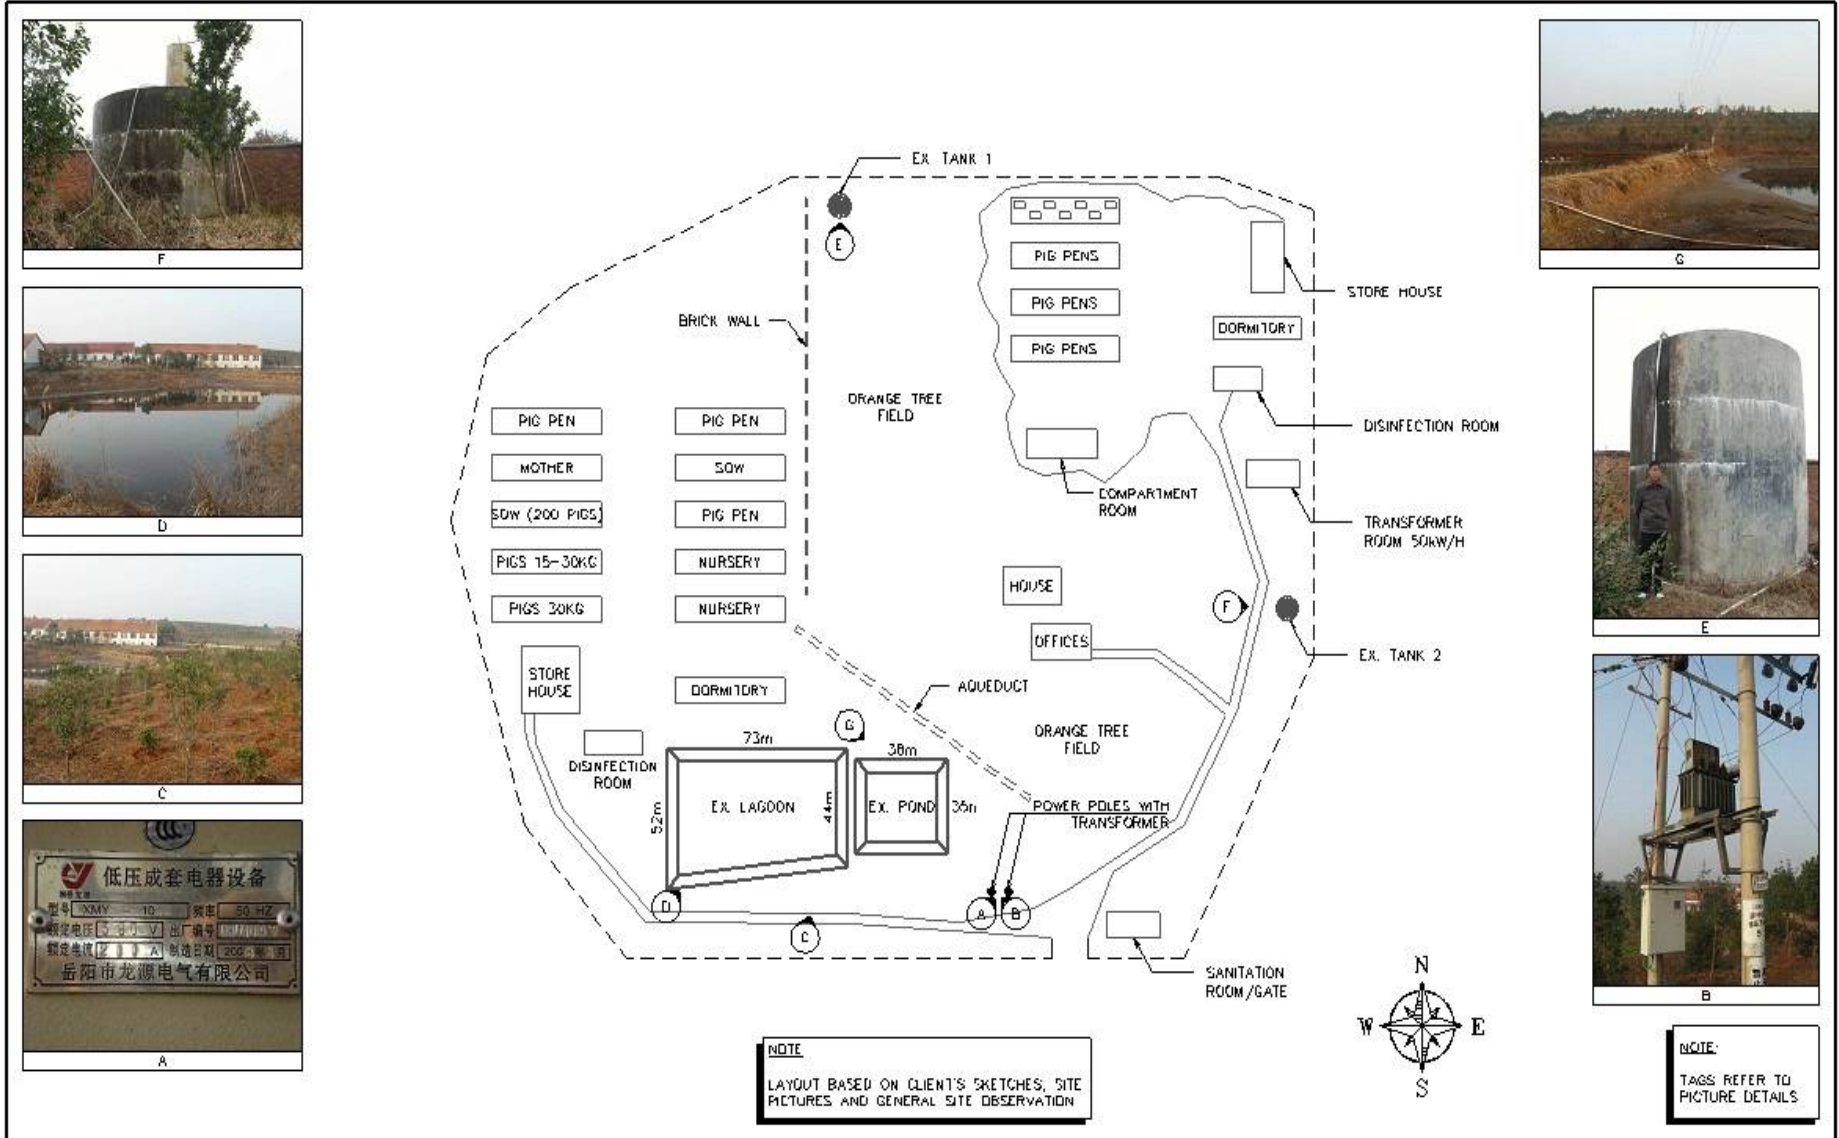 F
D
C
低压成套电器设备
型号 XMY - 10 频率 50 HZ
额定电压 380 V 出厂编号
额定电流 200 A 制造日期 200
岳阳市龙源电气有限公司
A
EX. TANK 1
E
BRICK WALL
ORANGE TREE
FIELD
PIG PENS
PIG PENS
PIG PENS
STORE HOUSE
DORMITORY
DISINFECTION ROOM
COMPARTMENT
ROOM
TRANSFORMER
ROOM 50kW/H
PIG PEN
PIG PEN
MOTHER
SOW
SOW (200 PIGS)
PIG PEN
PIGS 15-30KG
NURSERY
PIGS 30KG
NURSERY
HOUSE
F
OFFICES
EX. TANK 2
STORE
HOUSE
DORMITORY
AQUEDUCT
ORANGE TREE
FIELD
G
73m
38m
DISINFECTION
ROOM
52m
EX. LAGOON
44m
EX. POND
35m
POWER POLES WITH
TRANSFORMER
D
C
A
B
SANITATION
ROOM/GATE
N
W
E
S
NOTE
LAYOUT BASED ON CLIENT'S SKETCHES, SITE
PICTURES AND GENERAL SITE OBSERVATION
G
E
B
NOTE:
TAGS REFER TO
PICTURE DETAILS